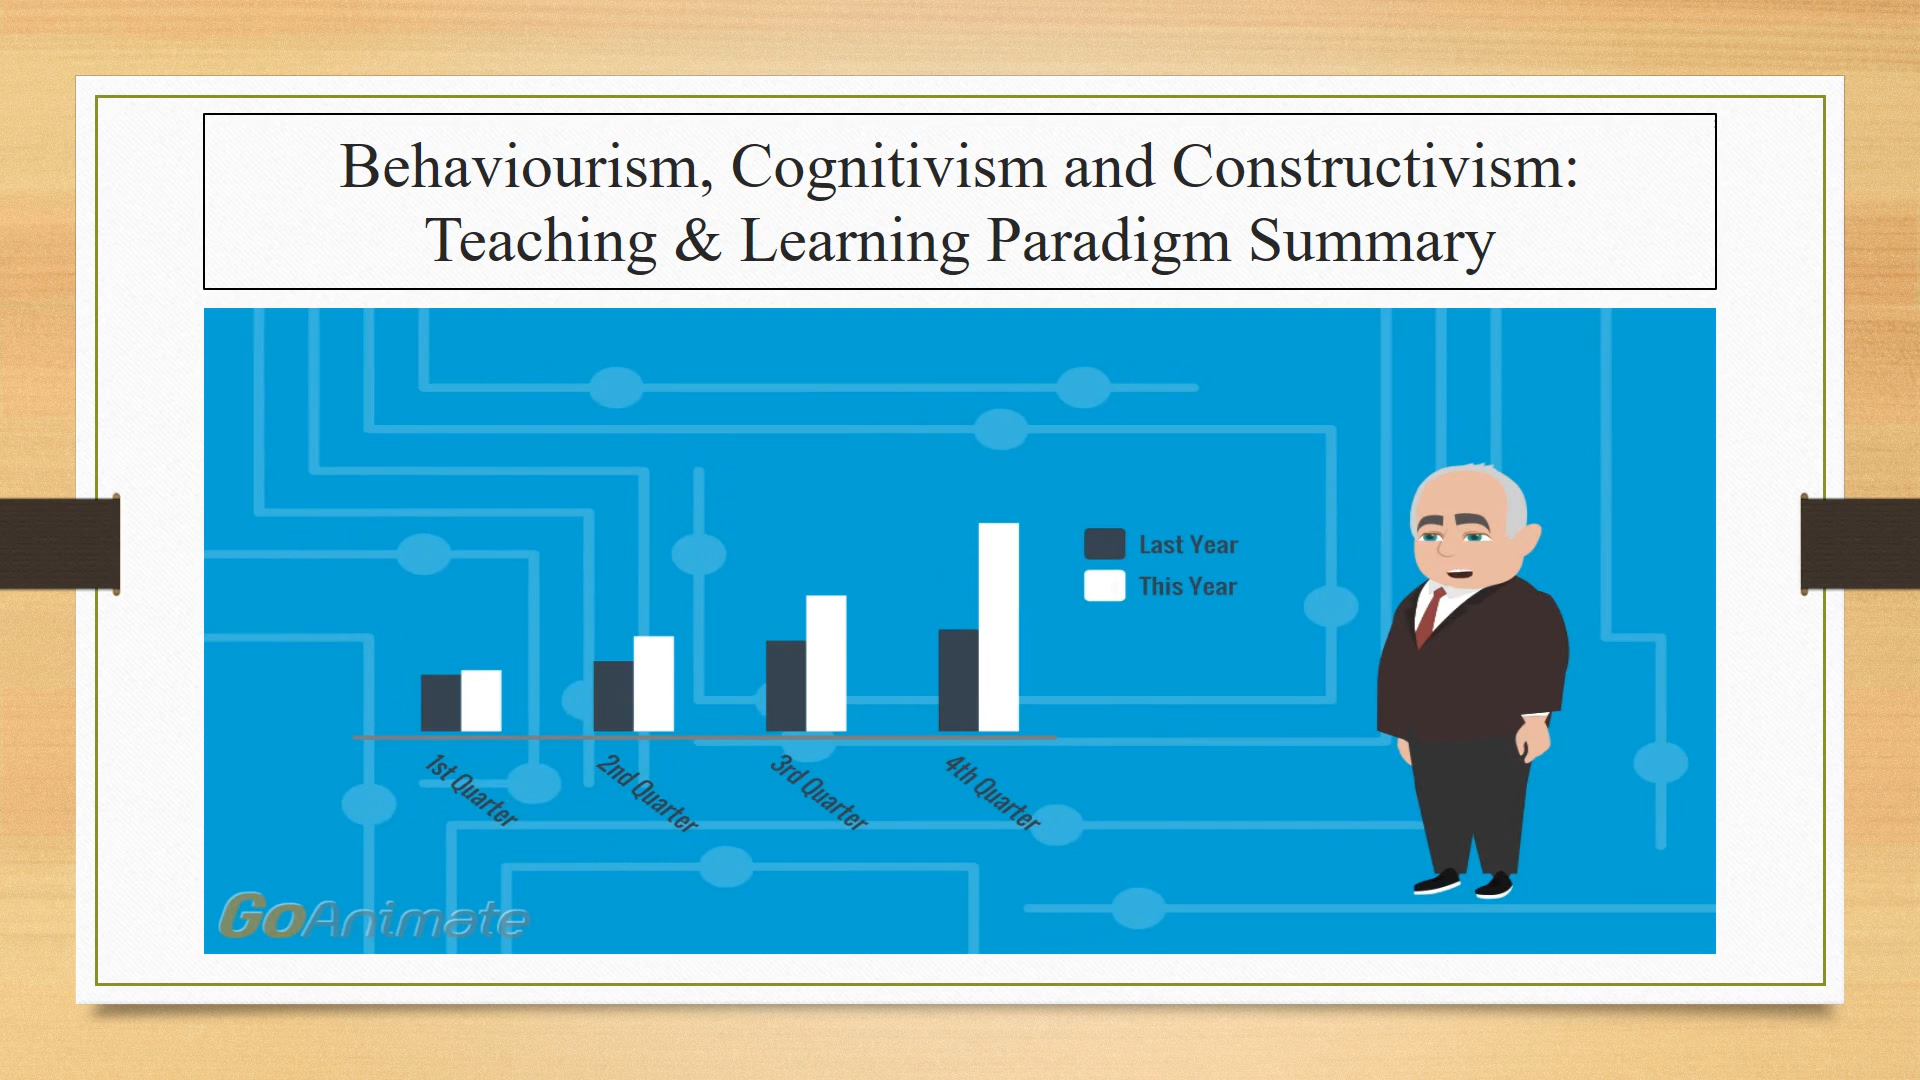 Behaviourism, Cognitivism and Constructivism:
Teaching & Learning Paradigm Summary
Last Year
This Year
1st Quarter
2nd Quarter
3rd Quarter
4th Quarter
GoAnimate